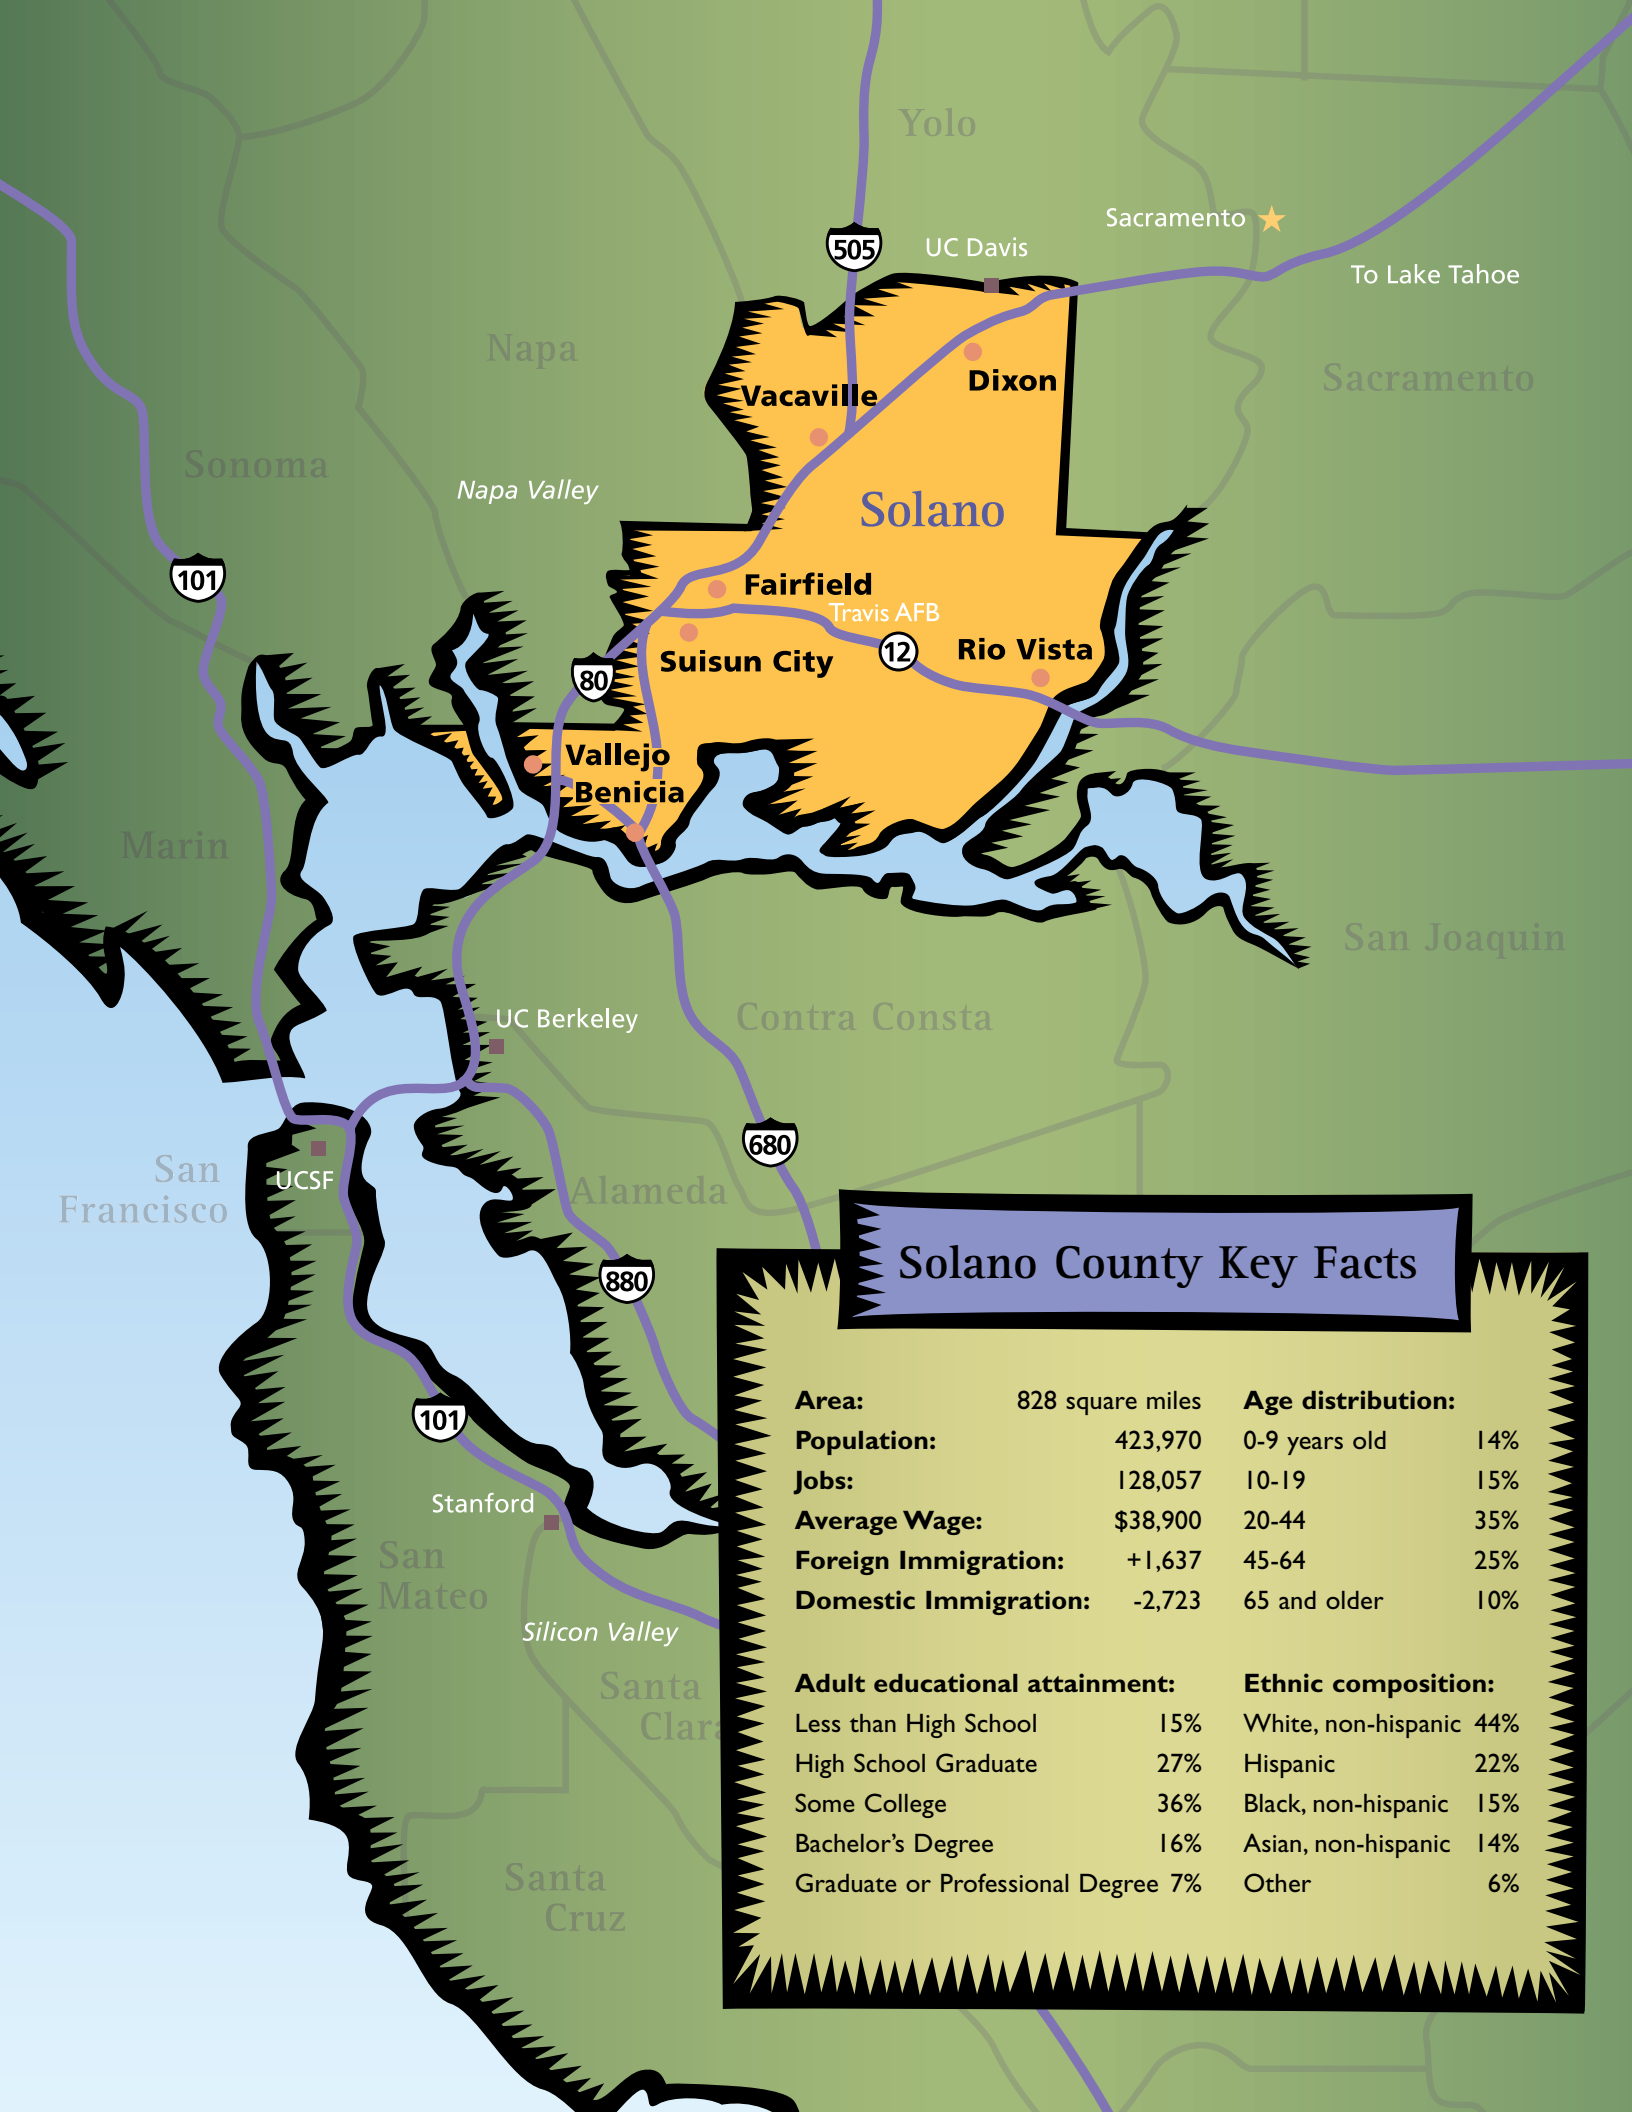 Yolo
Sacramento
UC Davis
505
To Lake Tahoe
Napa
Sacramento
Dixon
Vacaville
Sonoma
Napa Valley
Solano
101
Fairfield
Travis AFB
12
Rio Vista
Suisun City
80
Vallejo
Benicia
Marin
San Joaquin
UC Berkeley
Contra Consta
680
San
Francisco
UCSF
Alameda
880
101
Stanford
San
Mateo
Silicon Valley
Santa
Clara
Santa
Cruz
Solano County Key Facts
Area: 828 square miles
Population: 423,970
Jobs: 128,057
Average Wage: $38,900
Foreign Immigration: +1,637
Domestic Immigration: -2,723
Age distribution:
0-9 years old 14%
10-19 15%
20-44 35%
45-64 25%
65 and older 10%
Adult educational attainment:
Less than High School 15%
High School Graduate 27%
Some College 36%
Bachelor’s Degree 16%
Graduate or Professional Degree 7%
Ethnic composition:
White, non-hispanic 44%
Hispanic 22%
Black, non-hispanic 15%
Asian, non-hispanic 14%
Other 6%